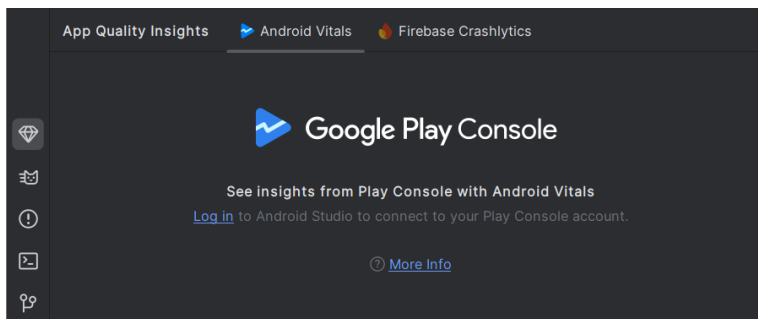 App Quality Insights Android Vitals Firebase Crashlytics
Google Play Console
See insights from Play Console with Android Vitals
Log in to Android Studio to connect to your Play Console account.
More Info